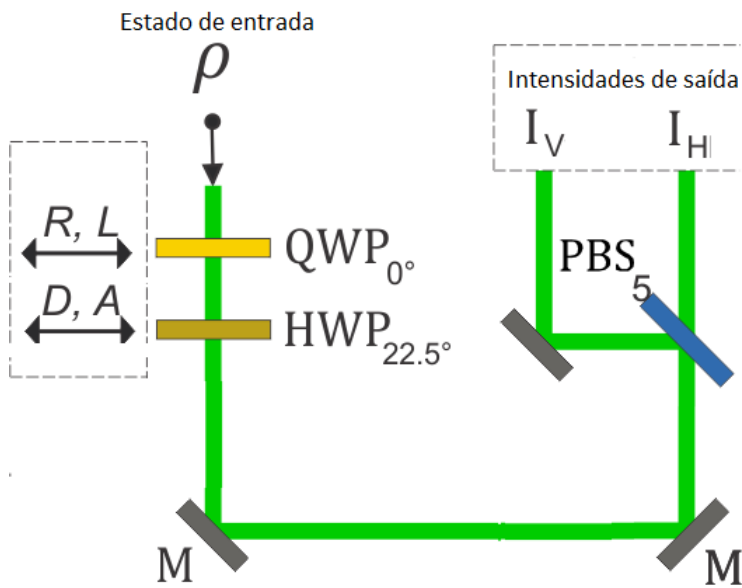 Estado de entrada
ρ
Intensidades de saída
I_V I_H
R, L
QWP_0°
PBS_5
D, A
HWP_22.5°
M
M